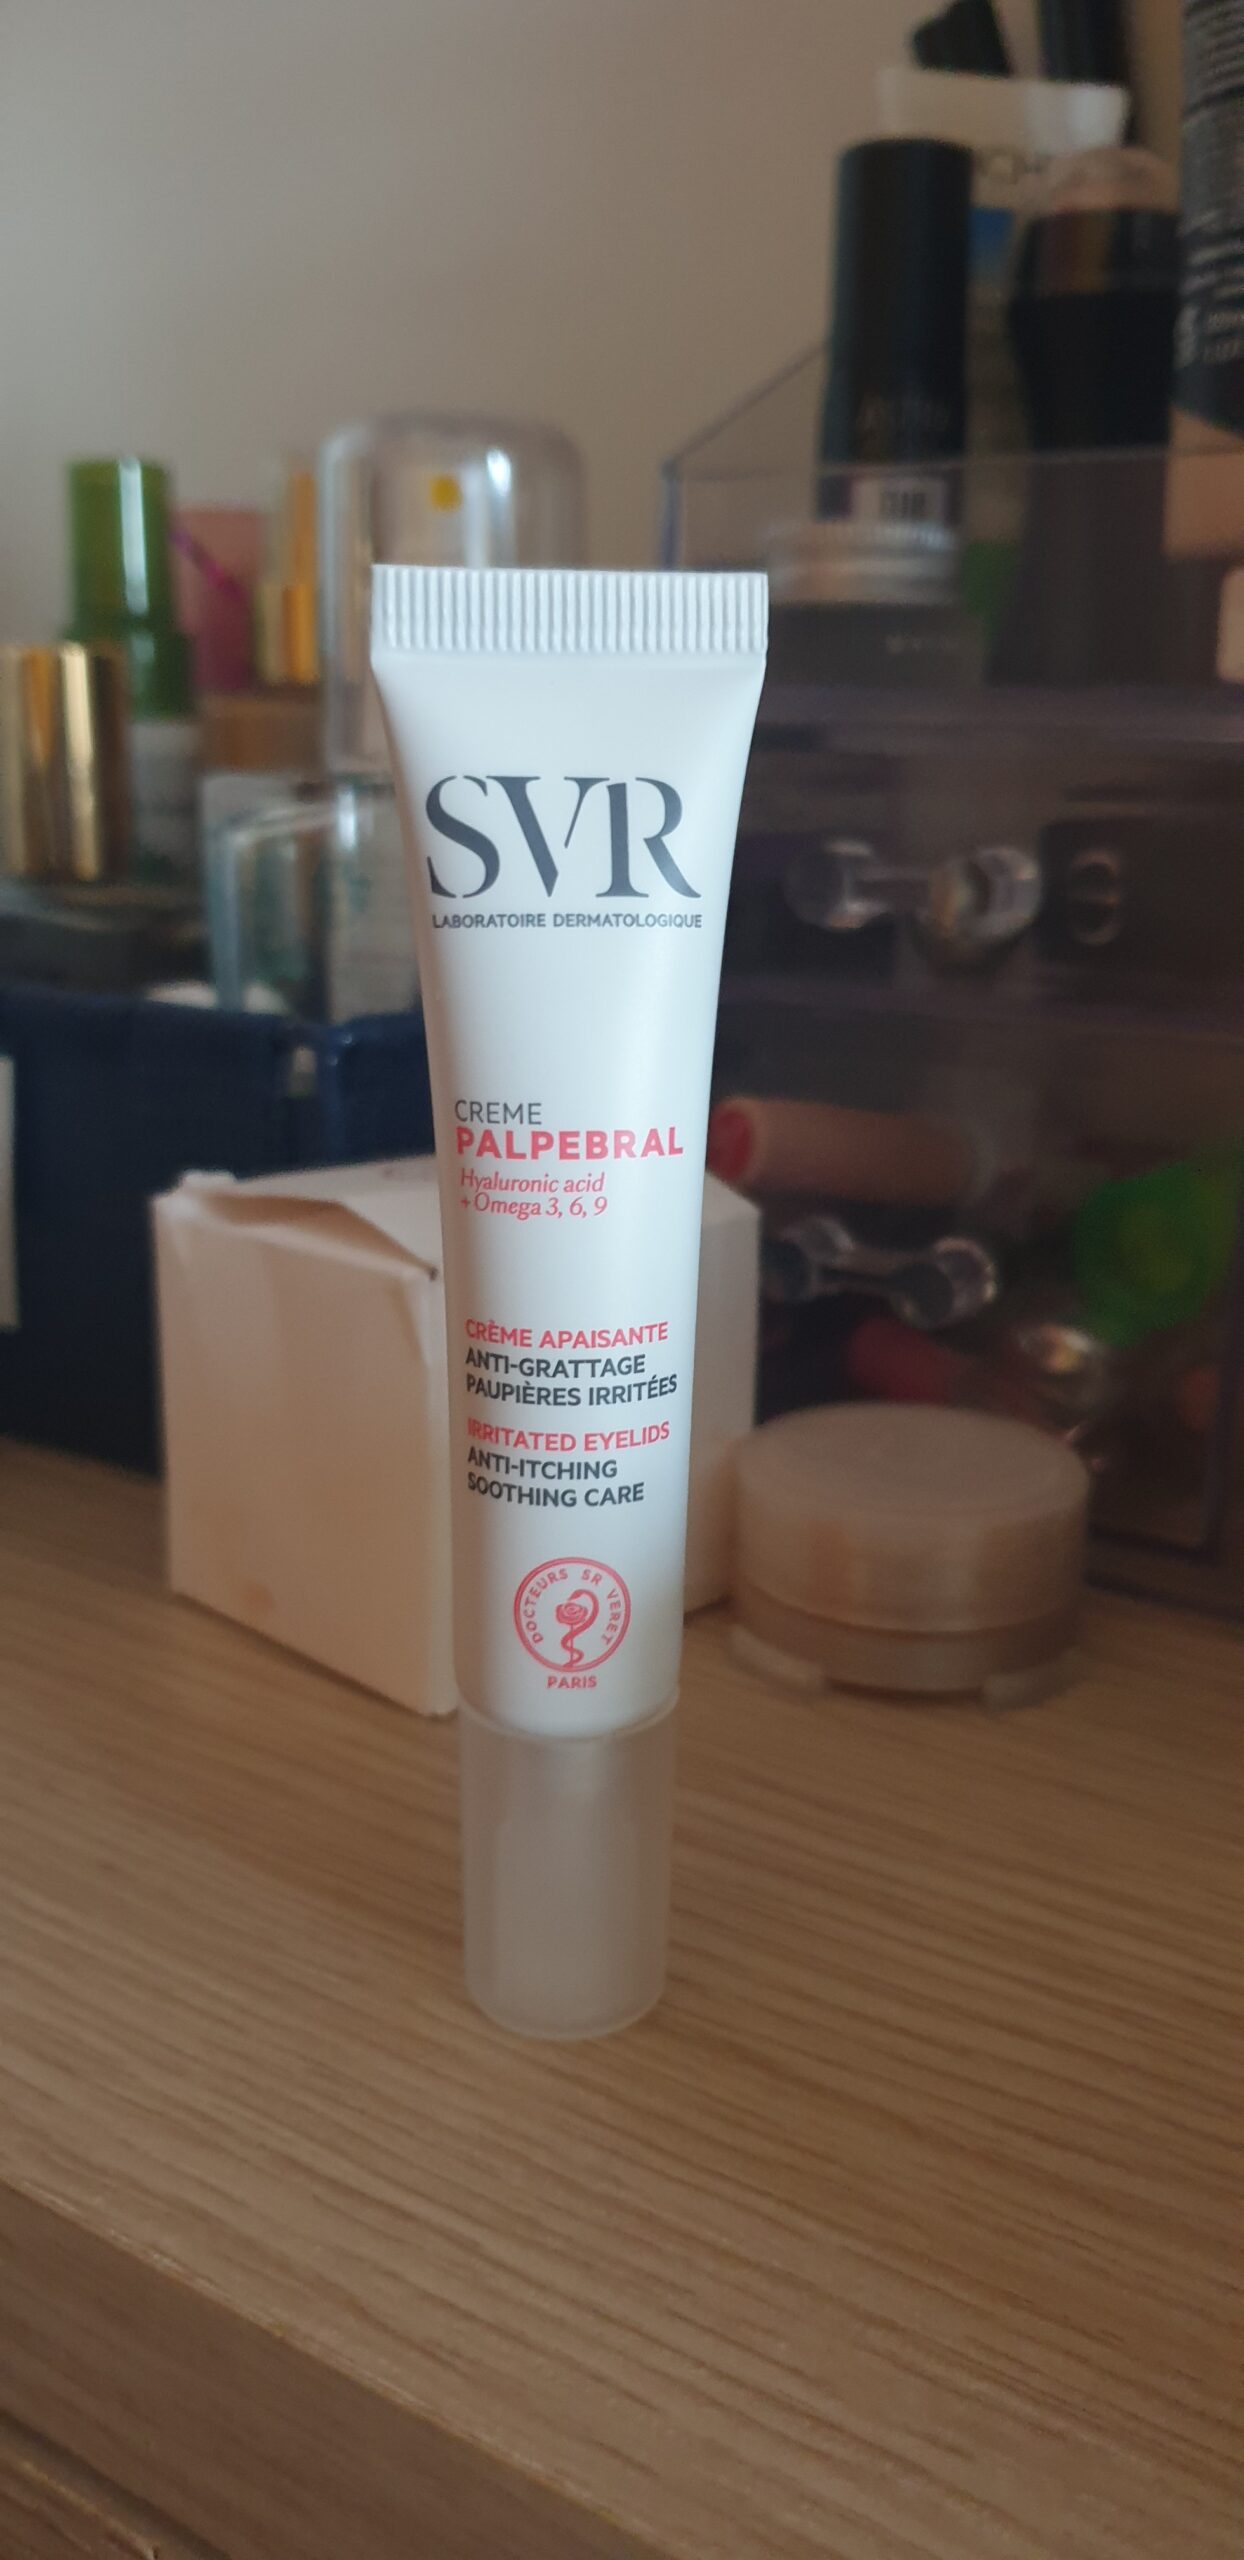 SVR
LABORATOIRE DERMATOLOGIQUE
CREME
PALPEBRAL
Hyaluronic acid
+ Omega 3, 6, 9
CRÈME APAISANTE
ANTI-GRATTAGE
PAUPIÈRES IRRITÉES
IRRITATED EYELIDS
ANTI-ITCHING
SOOTHING CARE
DOCTEURS SR VERET
PARIS